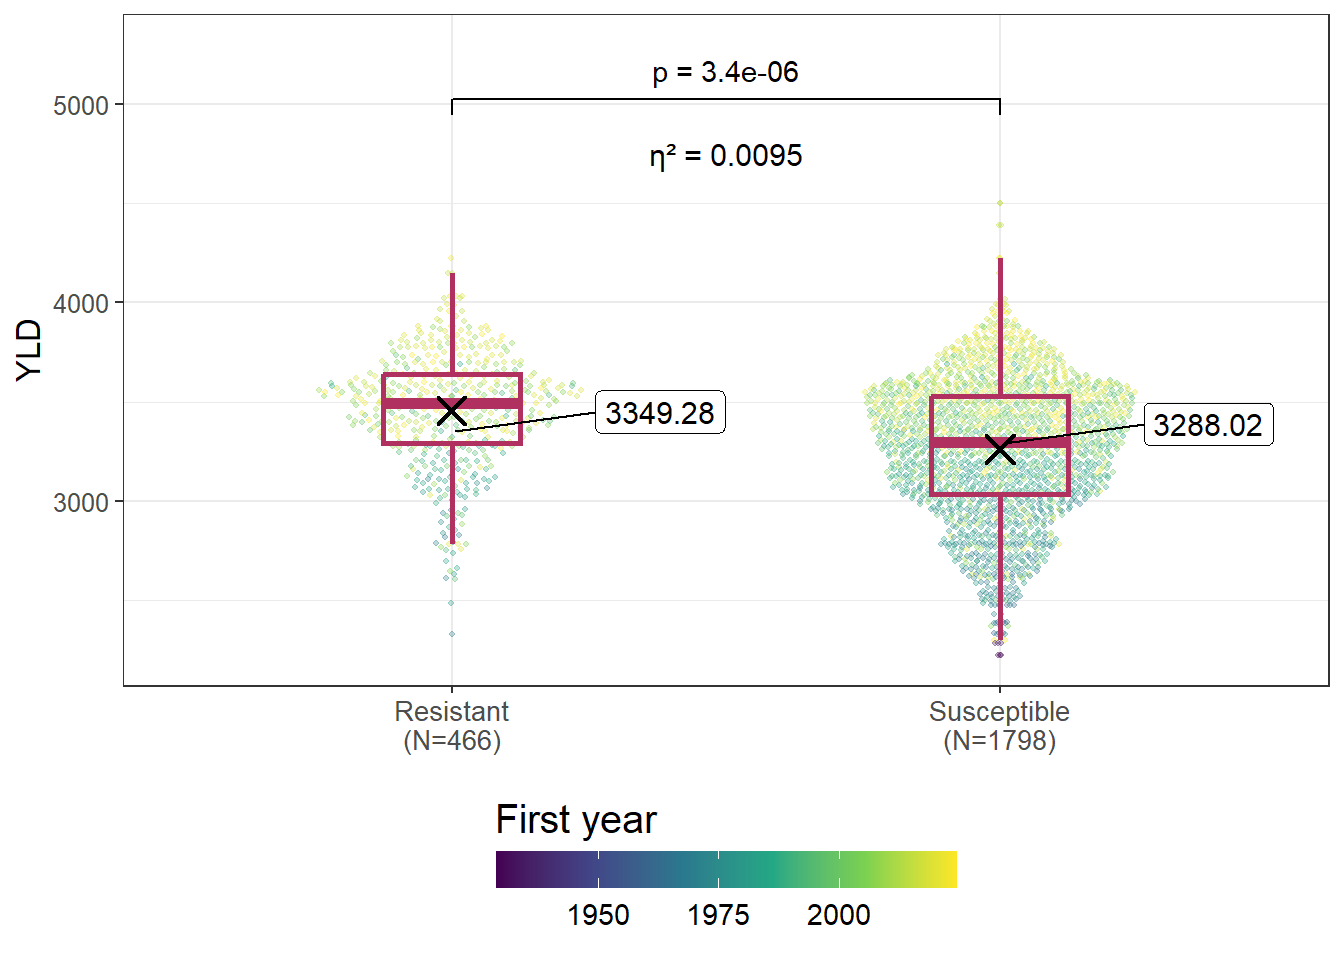 p = 3.4e-06
η² = 0.0095
YLD
5000
4000
3000
3349.28
3288.02
Resistant
(N=466)
Susceptible
(N=1798)
First year
1950
1975
2000